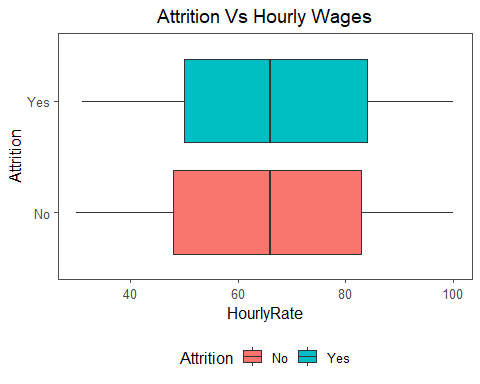 Attrition Vs Hourly Wages
Attrition
Yes
No
40 60 80 100
HourlyRate
Attrition No Yes